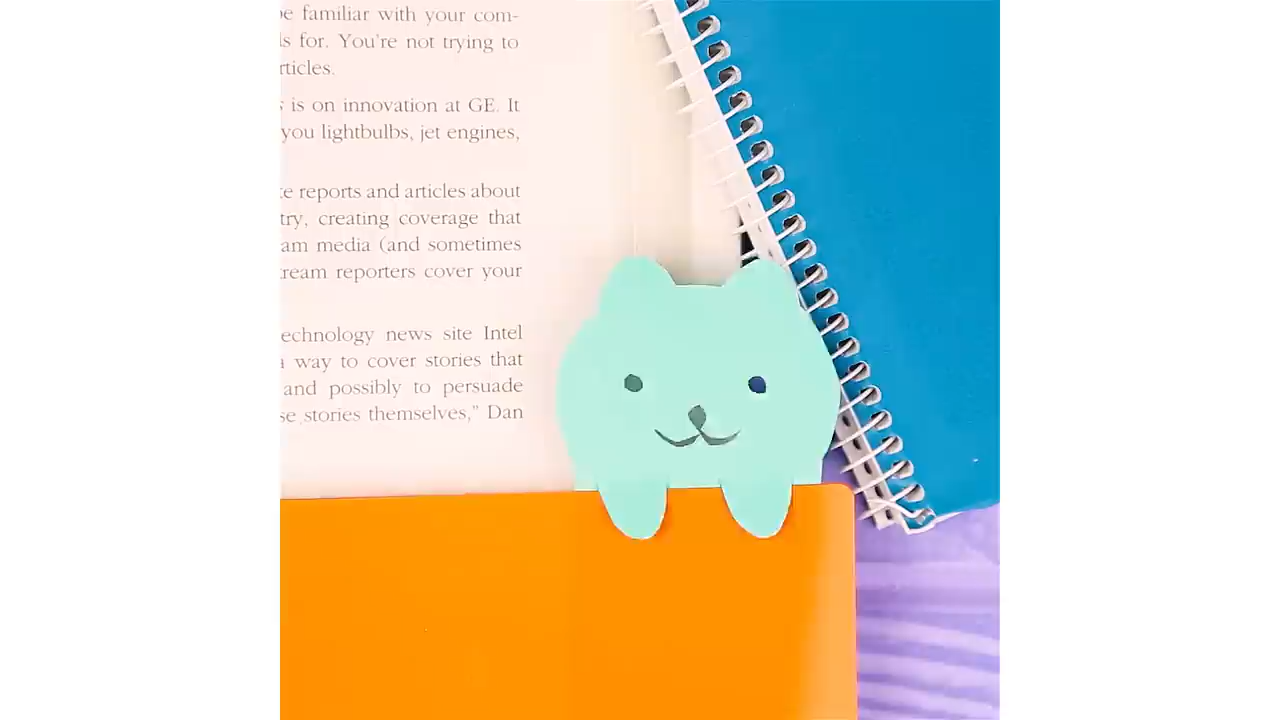 be familiar with your com-
ls for. You're not trying to
rticles.
s is on innovation at GE. It
you lightbulbs, jet engines,
te reports and articles about
try, creating coverage that
am media (and sometimes
tream reporters cover your
echnology news site Intel
a way to cover stories that
and possibly to persuade
se stories themselves," Dan